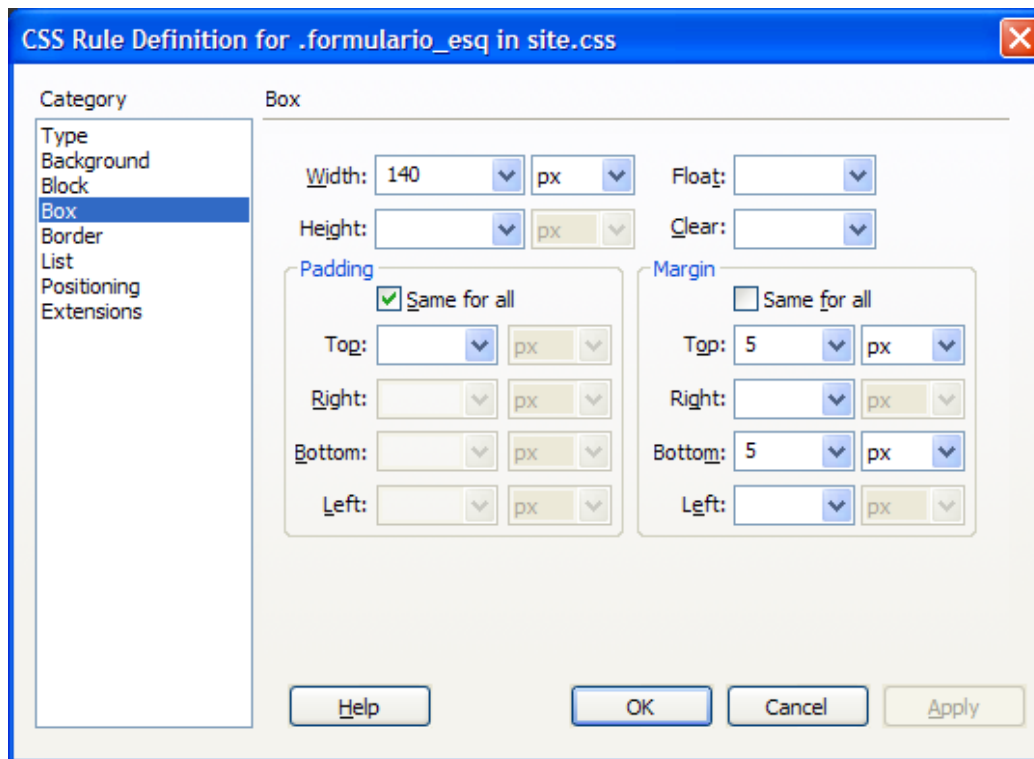 CSS Rule Definition for .formulario_esq in site.css
Category
Type
Background
Block
Box
Border
List
Positioning
Extensions
Box
Width: 140 px Float:
Height: px Clear:
Padding
Same for all
Top: px
Right: px
Bottom: px
Left: px
Margin
Same for all
Top: 5 px
Right: px
Bottom: 5 px
Left: px
Help OK Cancel Apply